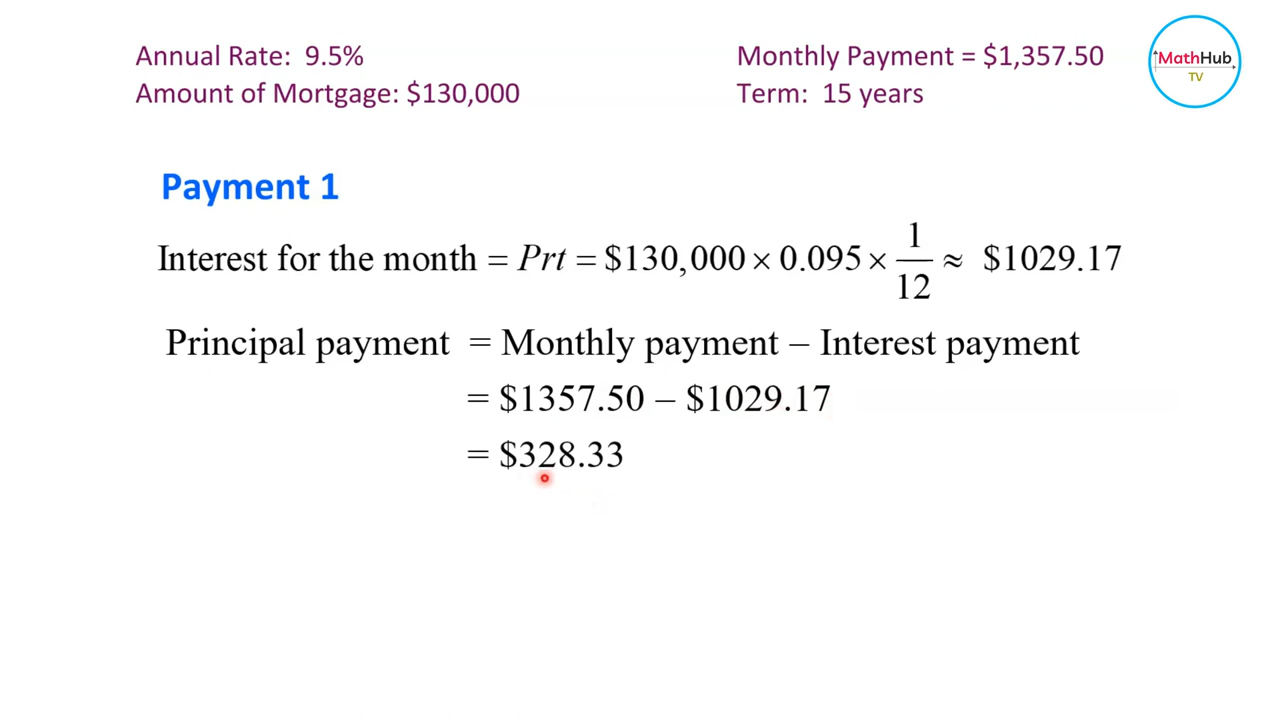 Annual Rate: 9.5%
Amount of Mortgage: $130,000
Monthly Payment = $1,357.50
Term: 15 years
MathHub
TV
Payment 1
Interest for the month = Prt = $130,000 × 0.095 × 1/12 ≈ $1029.17
Principal payment = Monthly payment – Interest payment
= $1357.50 – $1029.17
= $328.33